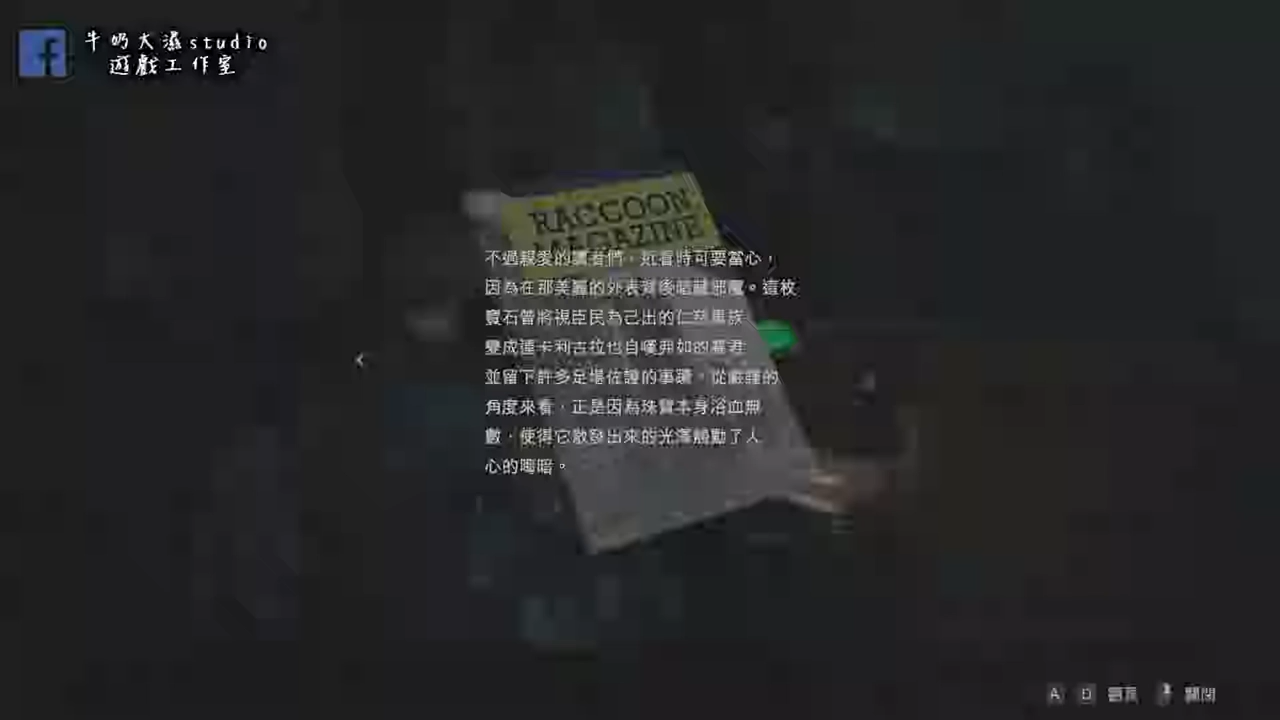 牛奶大濕studio
遊戲工作室
RACCOON
MAGAZINE
不過親愛的讀者們，近看時可要當心，
因為在那美麗的外表背後暗藏邪魔。這枚
寶石曾將視臣民為己出的仁慈貴族
變成連卡利古拉也自嘆弗如的暴君
並留下許多足堪佐證的事蹟。從嚴謹的
角度來看，正是因為珠寶本身浴血無
數，使得它散發出來的光澤觸動了人
心的陰暗。
A D 翻頁 關閉